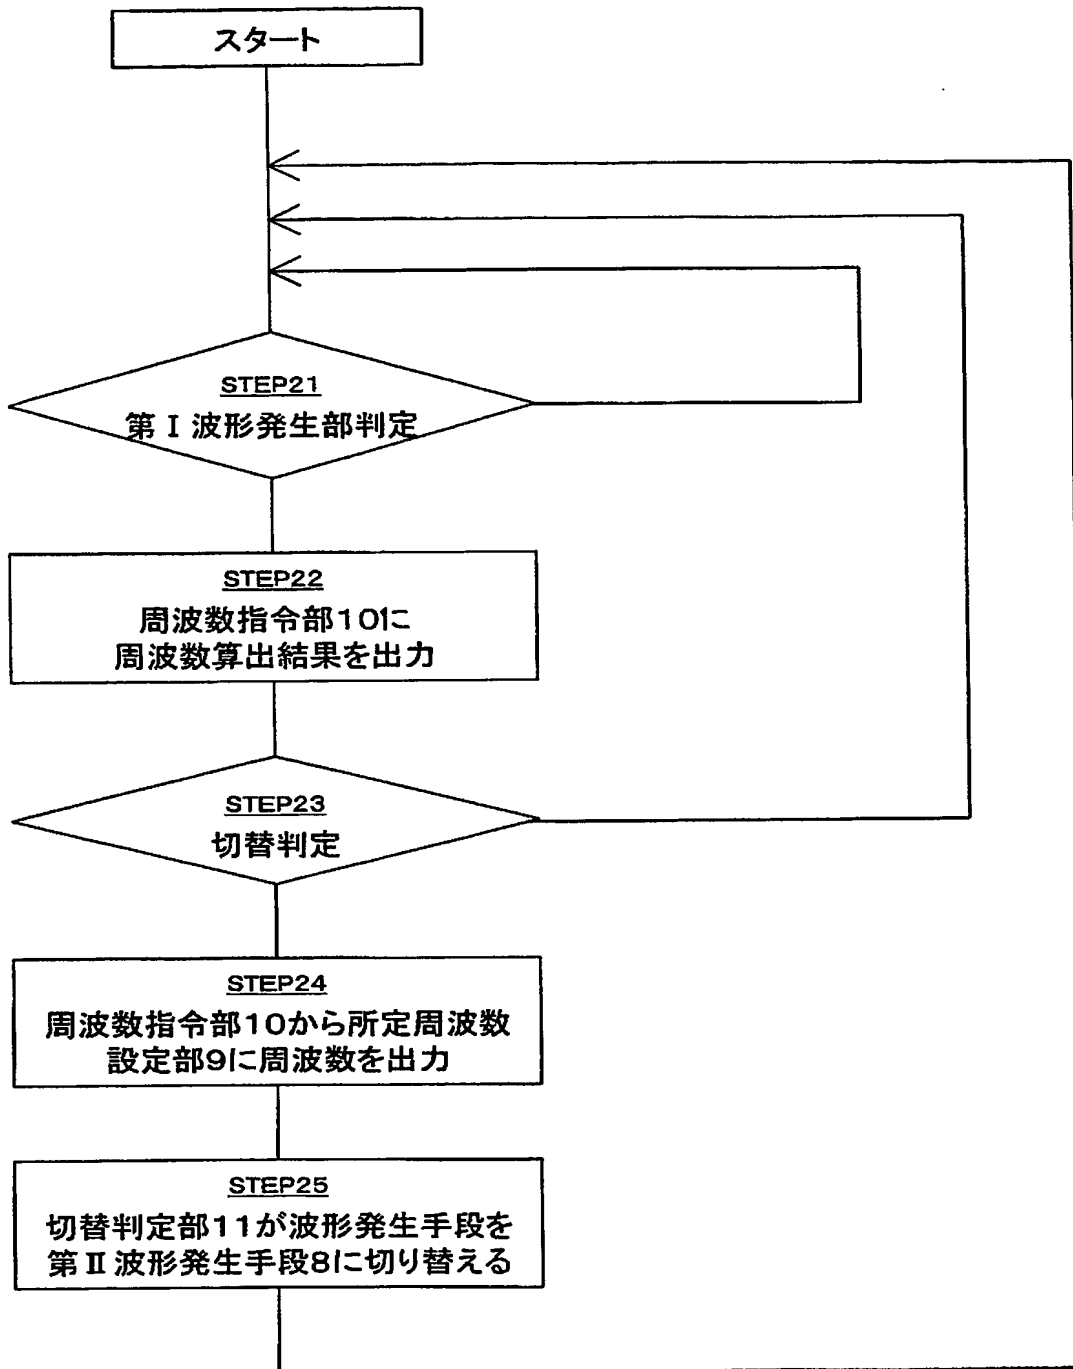 スタート
STEP21
第Ⅰ波形発生部判定
STEP22
周波数指令部10に
周波数算出結果を出力
STEP23
切替判定
STEP24
周波数指令部10から所定周波数
設定部9に周波数を出力
STEP25
切替判定部11が波形発生手段を
第Ⅱ波形発生手段8に切り替える